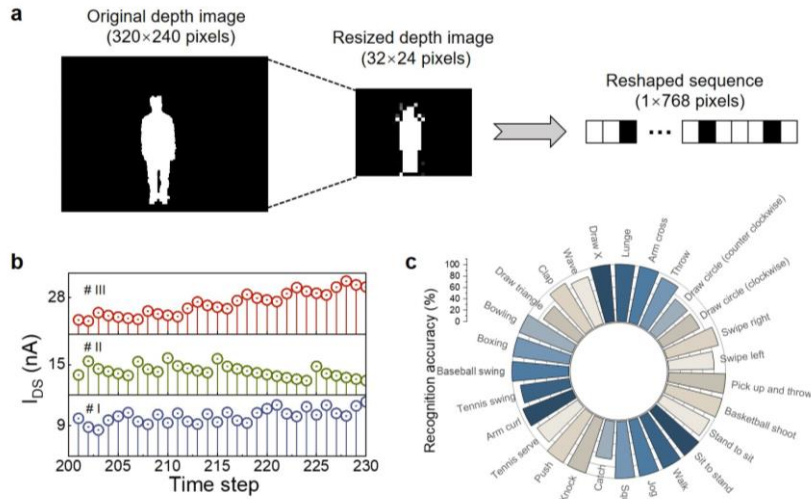 a
Original depth image
(320×240 pixels)
Resized depth image
(32×24 pixels)
Reshaped sequence
(1×768 pixels)
b
# III
# II
# I
28
15
9
I_DS (nA)
201 205 210 215 220 225 230
Time step
c
100
80
60
40
20
0
Recognition accuracy (%)
Draw X
Lunge
Arm cross
Throw
Draw circle (counter clockwise)
Draw circle (clockwise)
Swipe right
Swipe left
Pick up and throw
Basketball shoot
Stand to sit
Sit to stand
Walk
Jog
Catch
Knock
Push
Tennis serve
Arm curl
Tennis swing
Baseball swing
Boxing
Bowling
Draw triangle
Clap
Wave